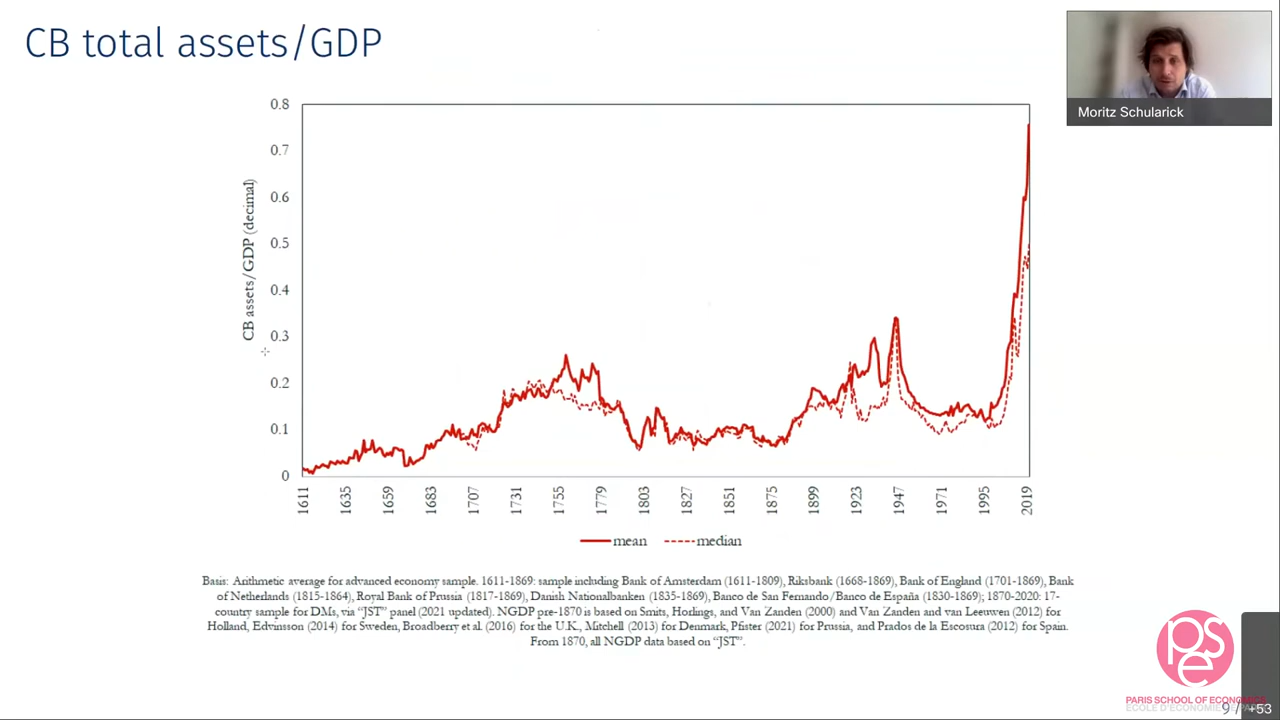 CB total assets/GDP
Moritz Schularick
CB assets/GDP (decimal)
0.8
0.7
0.6
0.5
0.4
0.3
0.2
0.1
0
1611
1635
1659
1683
1707
1731
1755
1779
1803
1827
1851
1875
1899
1923
1947
1971
1995
2019
mean
median
Basis: Arithmetic average for advanced economy sample. 1611-1869: sample including Bank of Amsterdam (1611-1809), Riksbank (1668-1869), Bank of England (1701-1869), Bank
of Netherlands (1815-1864), Royal Bank of Prussia (1817-1869), Danish Nationalbanken (1835-1869), Banco de San Fernando/Banco de España (1830-1869); 1870-2020: 17-
country sample for DMs, via “JST” panel (2021 updated). NGDP pre-1870 is based on Smits, Horlings, and Van Zanden (2000) and Van Zanden and van Leeuwen (2012) for
Holland, Edvinsson (2014) for Sweden, Broadberry et al. (2016) for the U.K., Mitchell (2013) for Denmark, Pfister (2021) for Prussia, and Prados de la Escosura (2012) for Spain.
From 1870, all NGDP data based on “JST”.
pse
PARIS SCHOOL OF ECONOMICS
ECOLE D'ECONOMIE DE
9 / +53